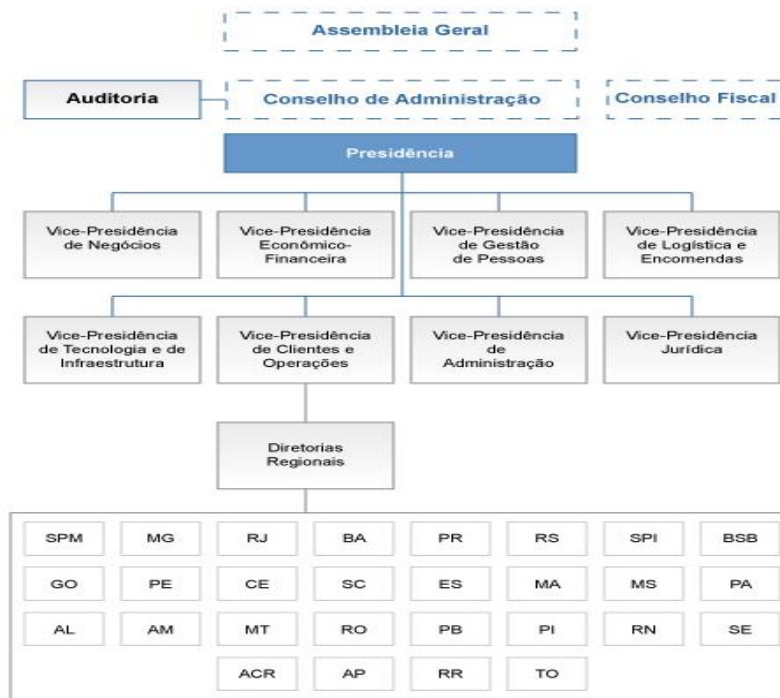 Assembleia Geral
Auditoria
Conselho de Administração
Conselho Fiscal
Presidência
Vice-Presidência
de Negócios
Vice-Presidência
Econômico-
Financeira
Vice-Presidência
de Gestão
de Pessoas
Vice-Presidência
de Logística e
Encomendas
Vice-Presidência
de Tecnologia e de
Infraestrutura
Vice-Presidência
de Clientes e
Operações
Vice-Presidência
de
Administração
Vice-Presidência
Jurídica
Diretorias
Regionais
SPM MG RJ BA PR RS SPI BSB
GO PE CE SC ES MA MS PA
AL AM MT RO PB PI RN SE
ACR AP RR TO